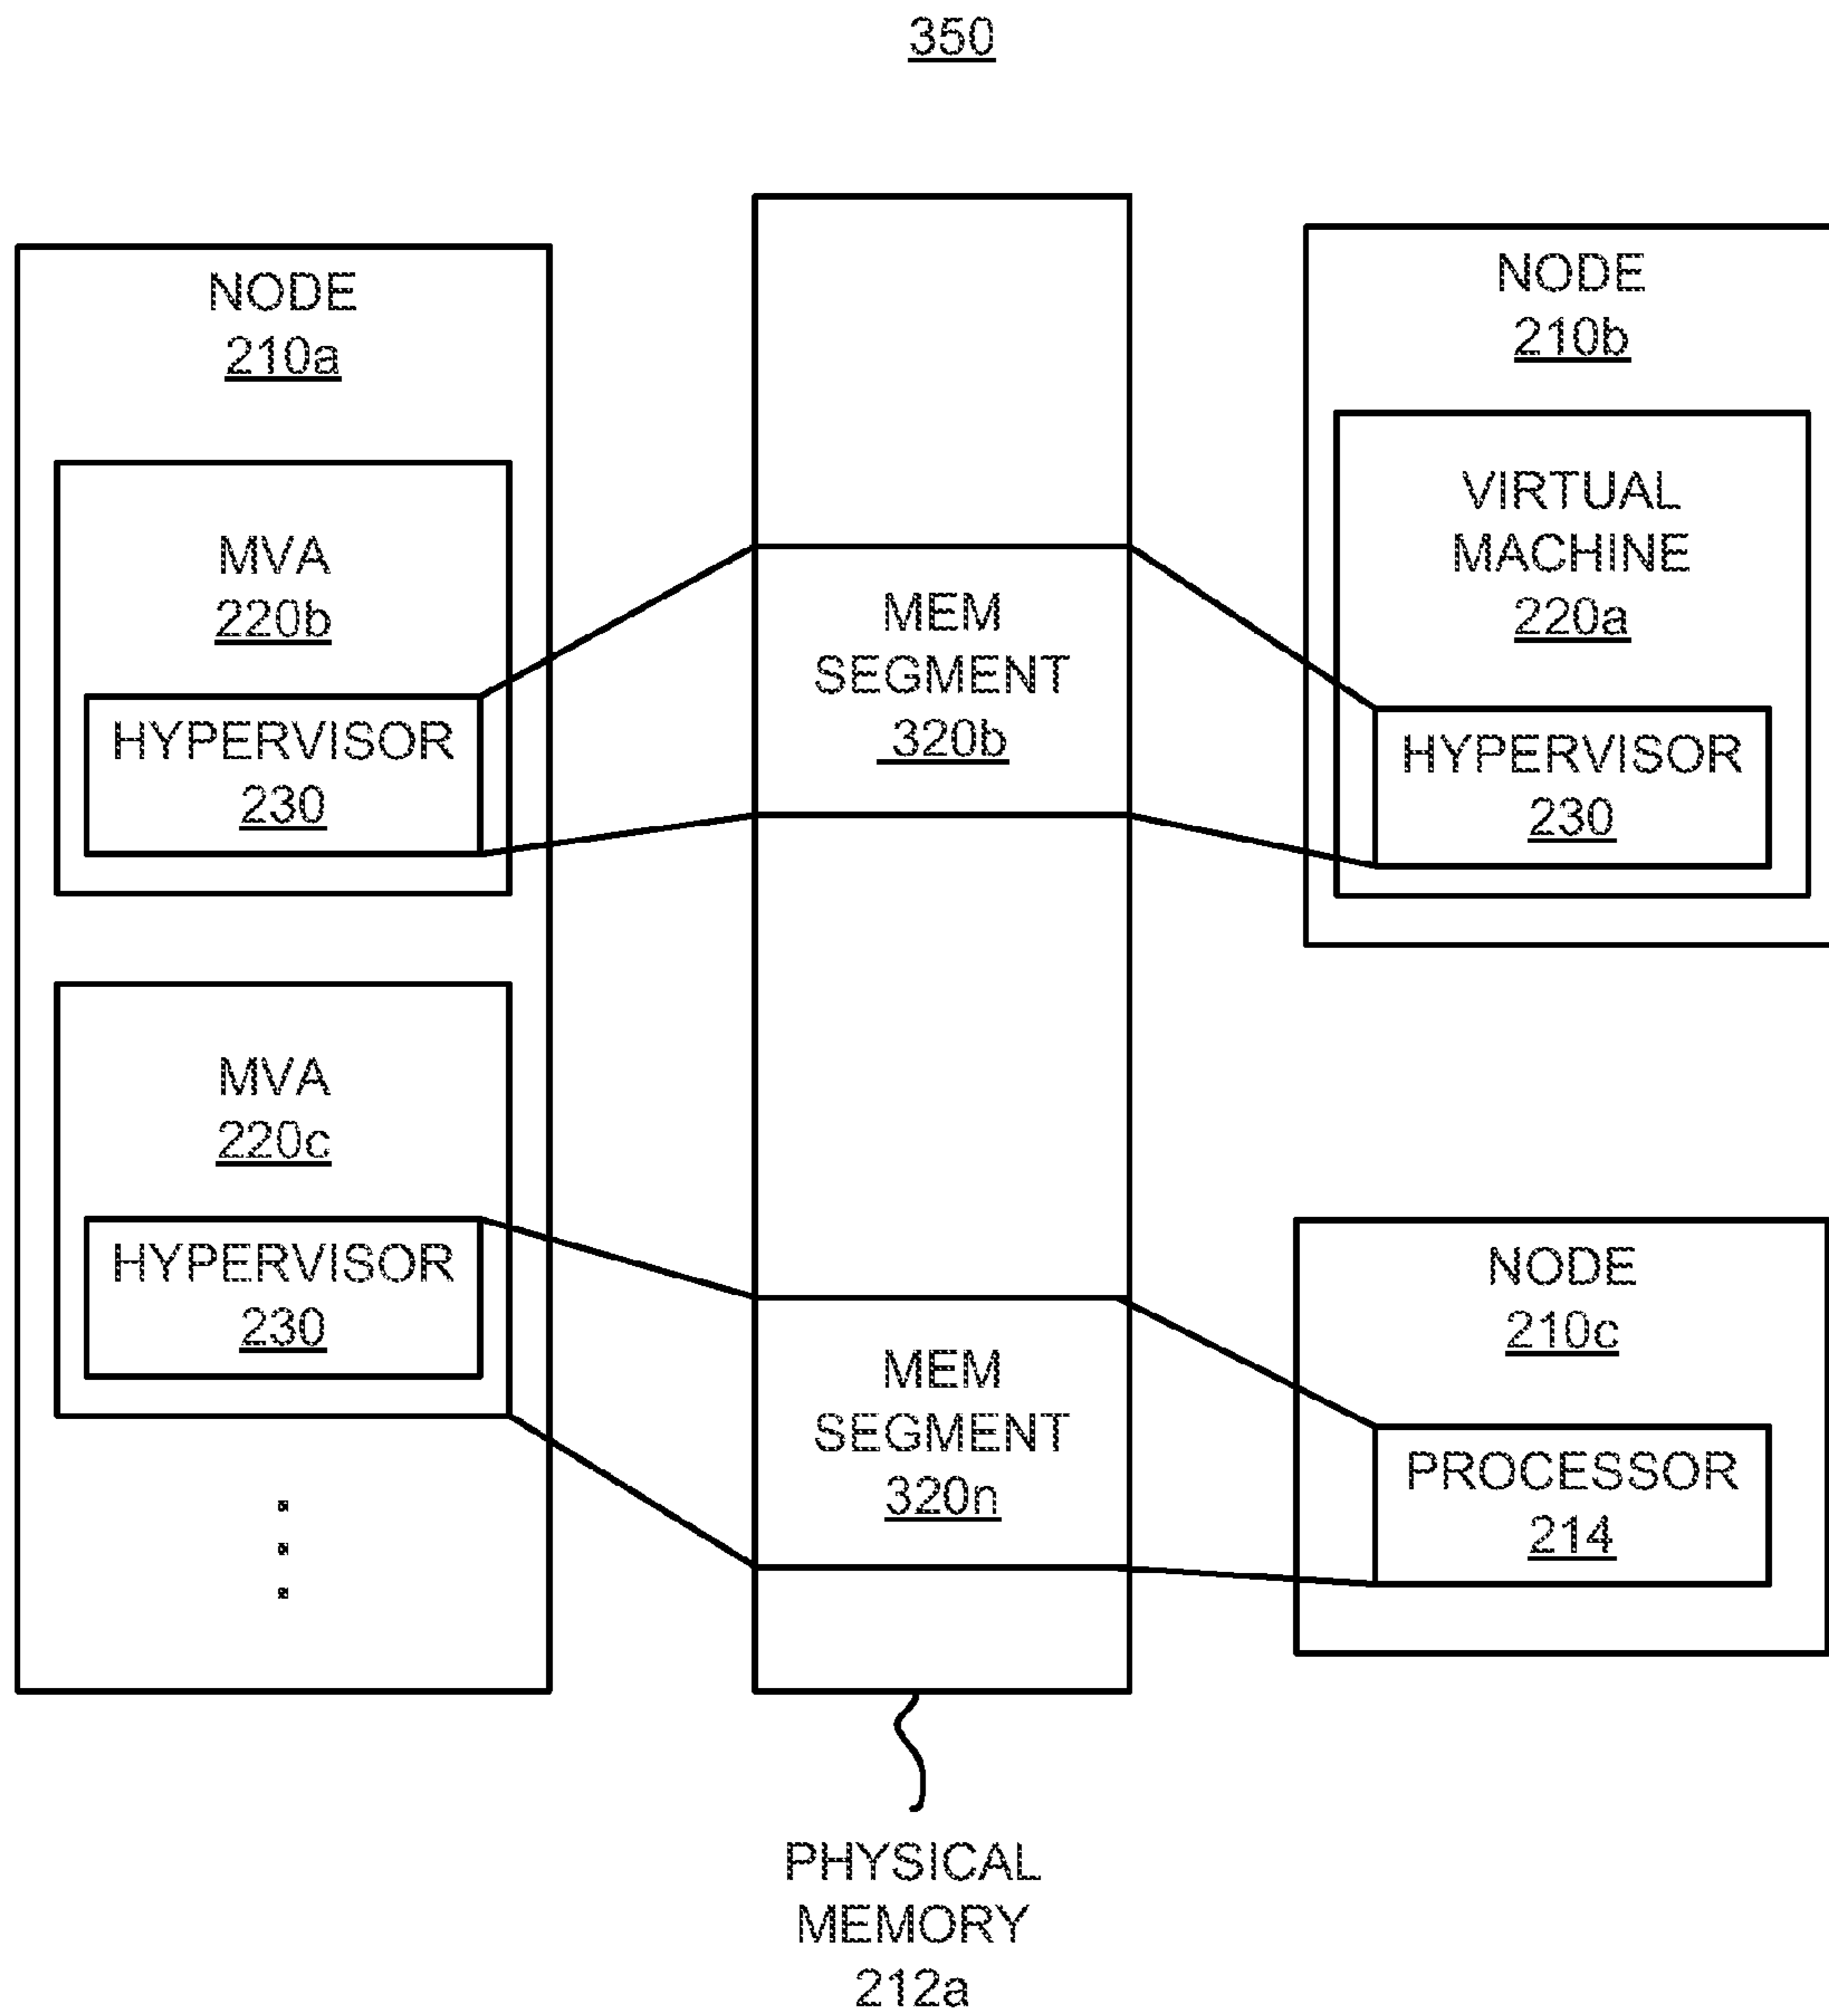 350
NODE
210a
MVA
220b
HYPERVISOR
230
MVA
220c
HYPERVISOR
230
MEM
SEGMENT
320b
MEM
SEGMENT
320n
PHYSICAL
MEMORY
212a
NODE
210b
VIRTUAL
MACHINE
220a
HYPERVISOR
230
NODE
210c
PROCESSOR
214